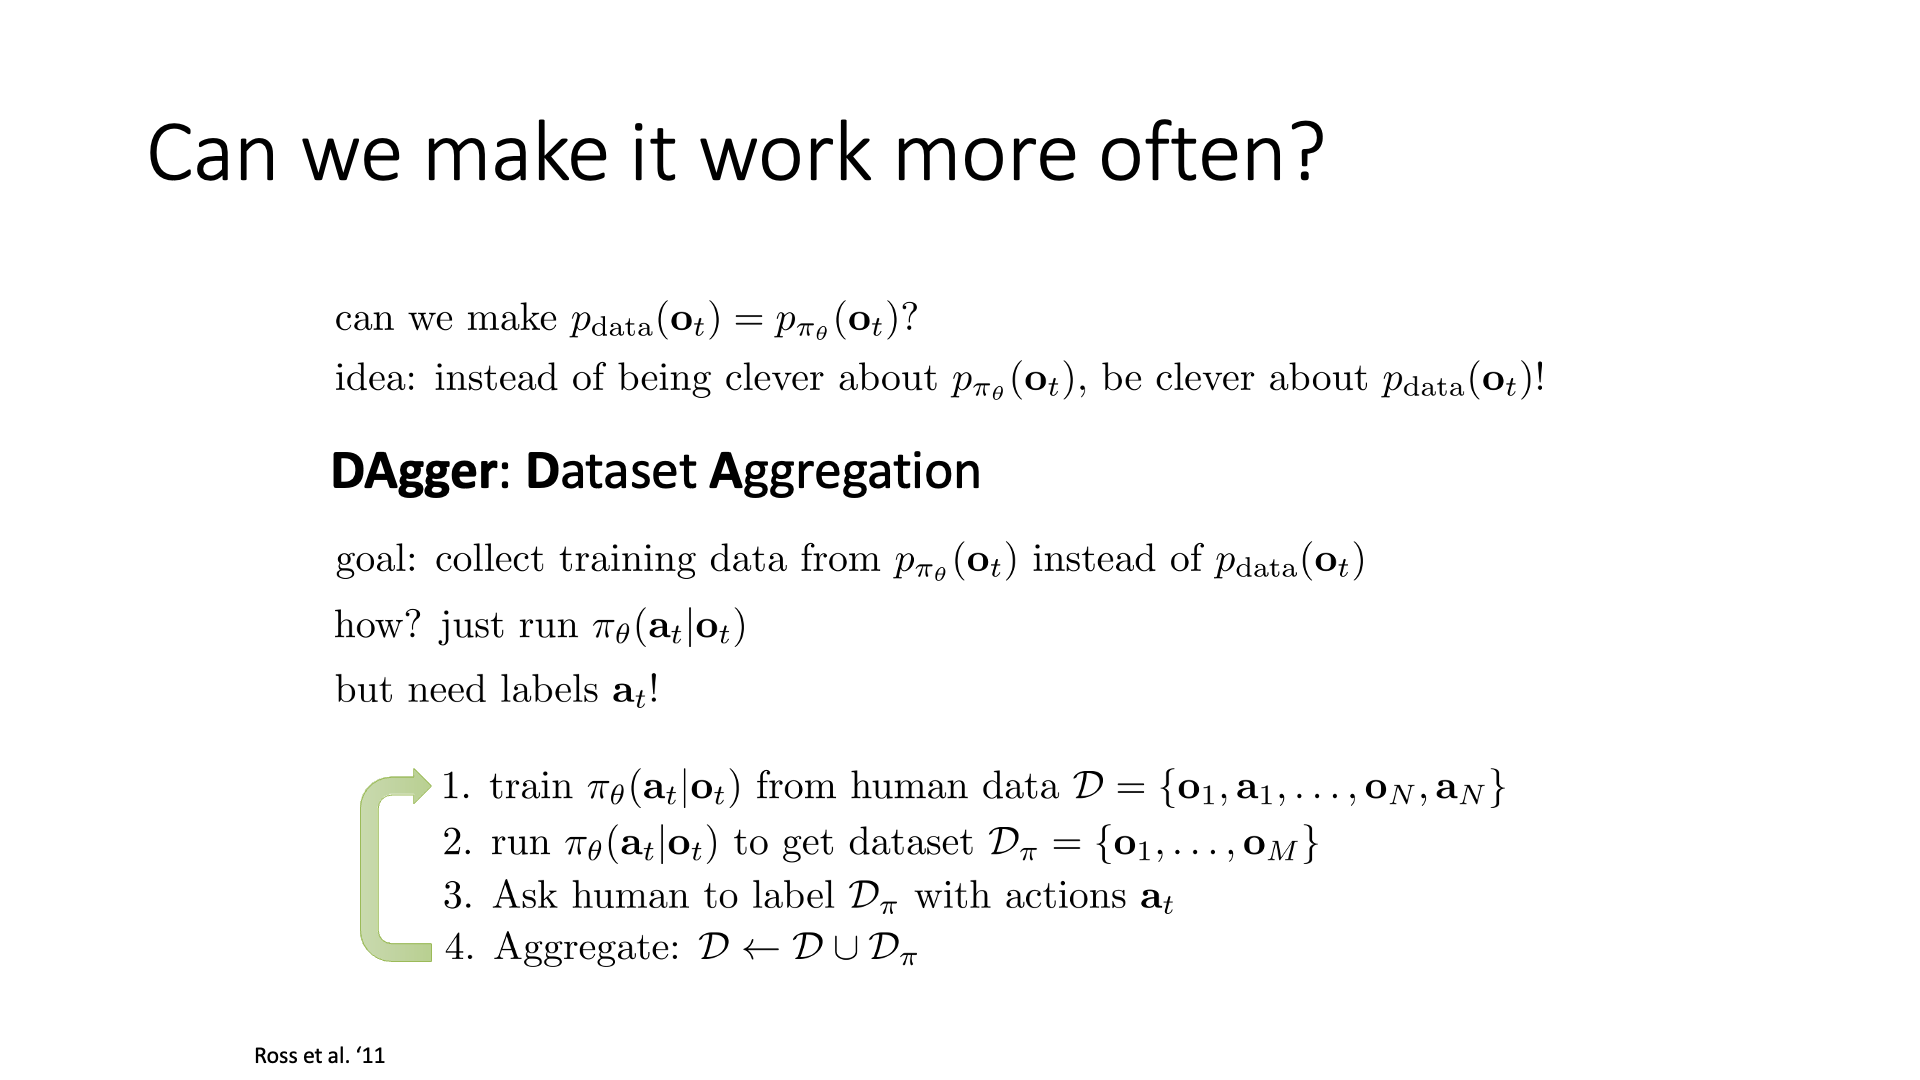 Can we make it work more often?
can we make $p_{\text{data}}(\mathbf{o}_t) = p_{\pi_\theta}(\mathbf{o}_t)$?
idea: instead of being clever about $p_{\pi_\theta}(\mathbf{o}_t)$, be clever about $p_{\text{data}}(\mathbf{o}_t)$!
DAgger: Dataset Aggregation
goal: collect training data from $p_{\pi_\theta}(\mathbf{o}_t)$ instead of $p_{\text{data}}(\mathbf{o}_t)$
how? just run $\pi_\theta(\mathbf{a}_t|\mathbf{o}_t)$
but need labels $\mathbf{a}_t$!
1. train $\pi_\theta(\mathbf{a}_t|\mathbf{o}_t)$ from human data $\mathcal{D} = \{\mathbf{o}_1, \mathbf{a}_1, \ldots, \mathbf{o}_N, \mathbf{a}_N\}$
2. run $\pi_\theta(\mathbf{a}_t|\mathbf{o}_t)$ to get dataset $\mathcal{D}_\pi = \{\mathbf{o}_1, \ldots, \mathbf{o}_M\}$
3. Ask human to label $\mathcal{D}_\pi$ with actions $\mathbf{a}_t$
4. Aggregate: $\mathcal{D} \leftarrow \mathcal{D} \cup \mathcal{D}_\pi$
Ross et al. ‘11